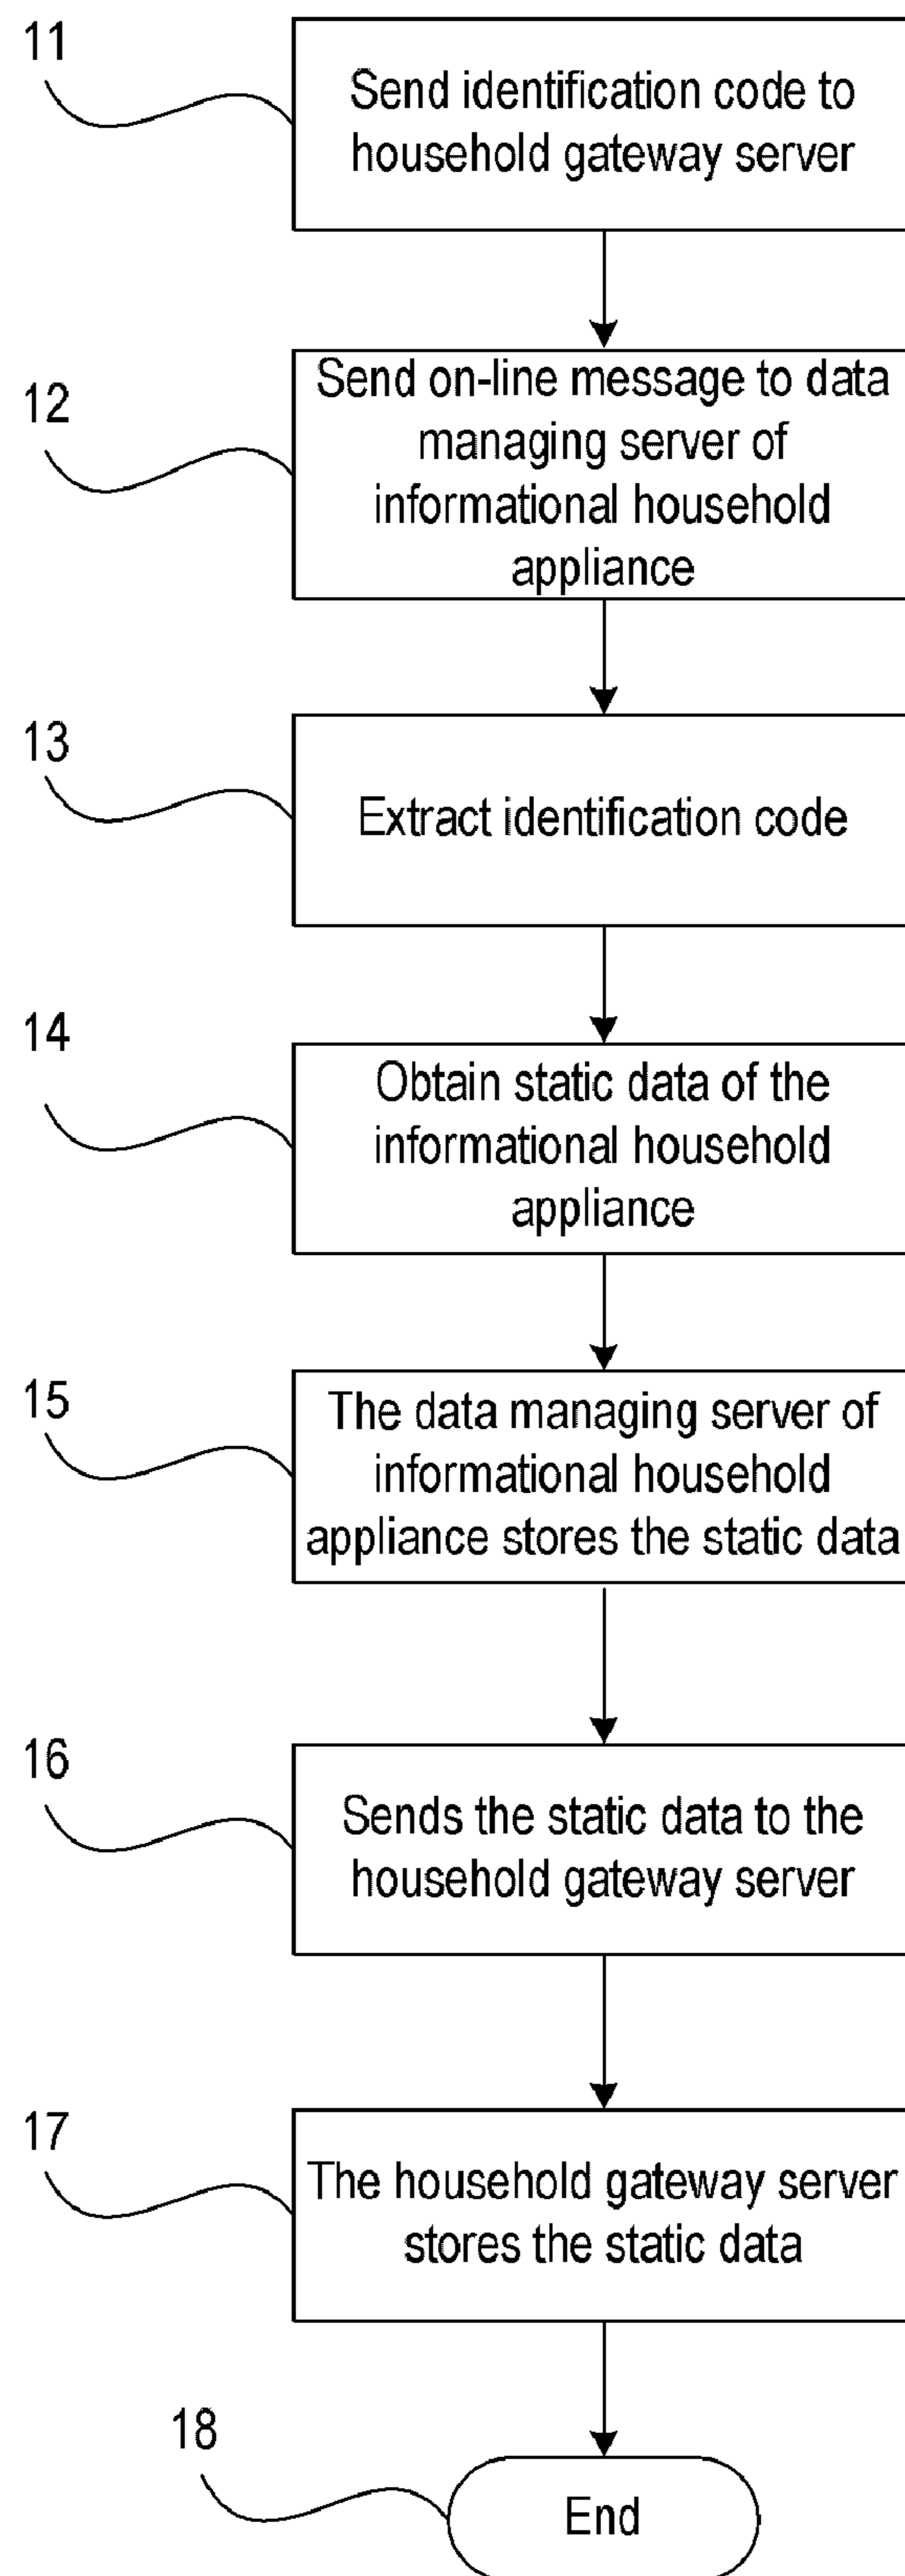 11
Send identification code to
household gateway server
12
Send on-line message to data
managing server of
informational household
appliance
13
Extract identification code
14
Obtain static data of the
informational household
appliance
15
The data managing server of
informational household
appliance stores the static data
16
Sends the static data to the
household gateway server
17
The household gateway server
stores the static data
18
End